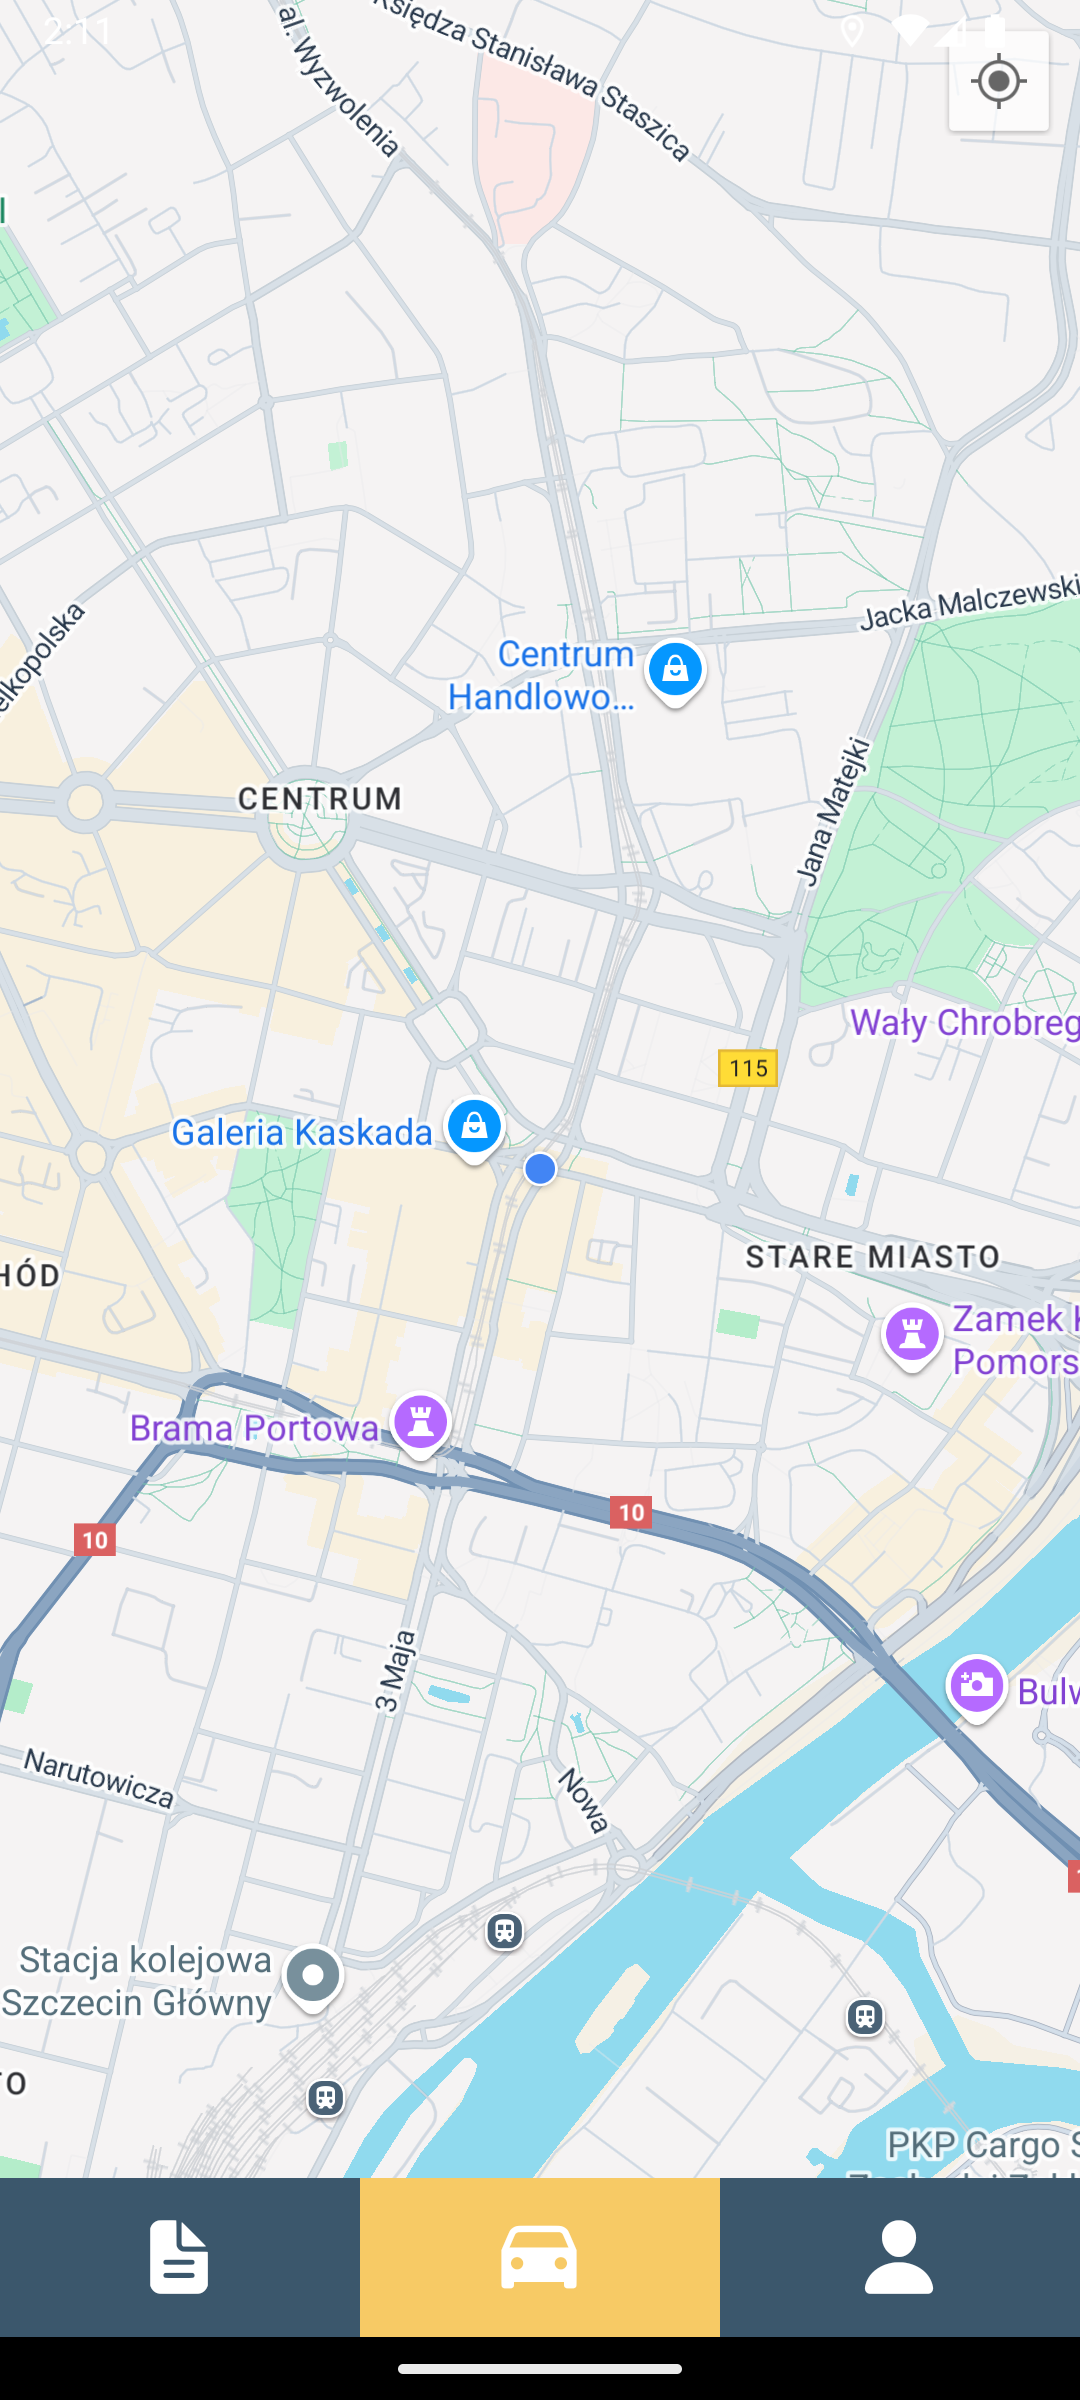 2:11
al. Wyzwolenia
Księdza Stanisława Staszica
l
Jacka Malczewski
elkopolska
Centrum
Handlowo...
CENTRUM
Jana Matejki
Wały Chrobreg
115
Galeria Kaskada
STARE MIASTO
HÓD
Zamek
Pomors
Brama Portowa
10
10
3 Maja
Bulw
Narutowicza
Nowa
Stacja kolejowa
Szczecin Główny
TO
PKP Cargo S